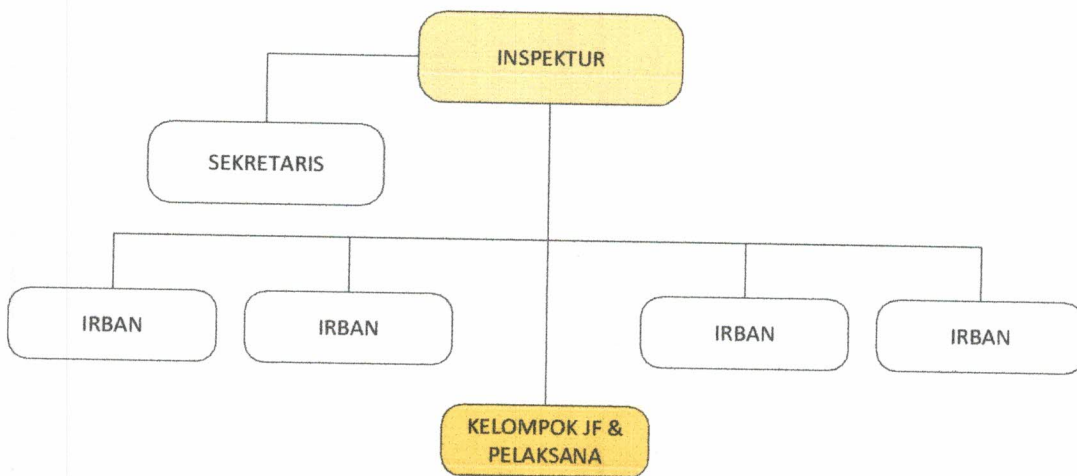 INSPEKTUR
SEKRETARIS
IRBAN
IRBAN
IRBAN
IRBAN
KELOMPOK JF &
PELAKSANA